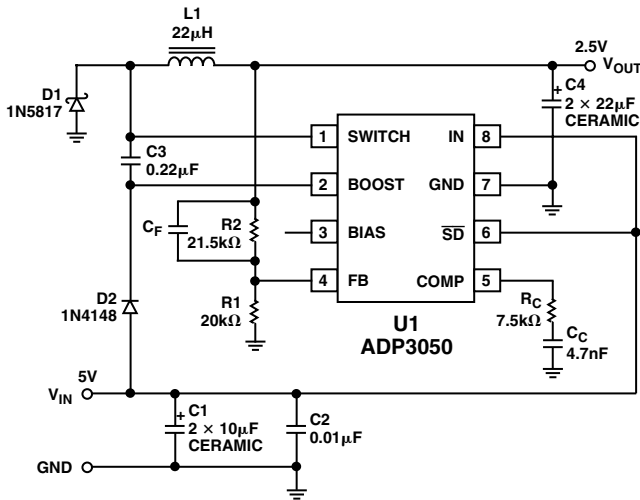 L1
22μH
2.5V
VOUT
D1
1N5817
C4
2 × 22μF
CERAMIC
+
1
SWITCH
IN
8
C3
0.22μF
2
BOOST
GND
7
CF
R2
21.5kΩ
3
BIAS
SD
6
4
FB
COMP
5
D2
1N4148
R1
20kΩ
U1
ADP3050
RC
7.5kΩ
CC
4.7nF
5V
VIN
+
C1
2 × 10μF
CERAMIC
C2
0.01μF
GND